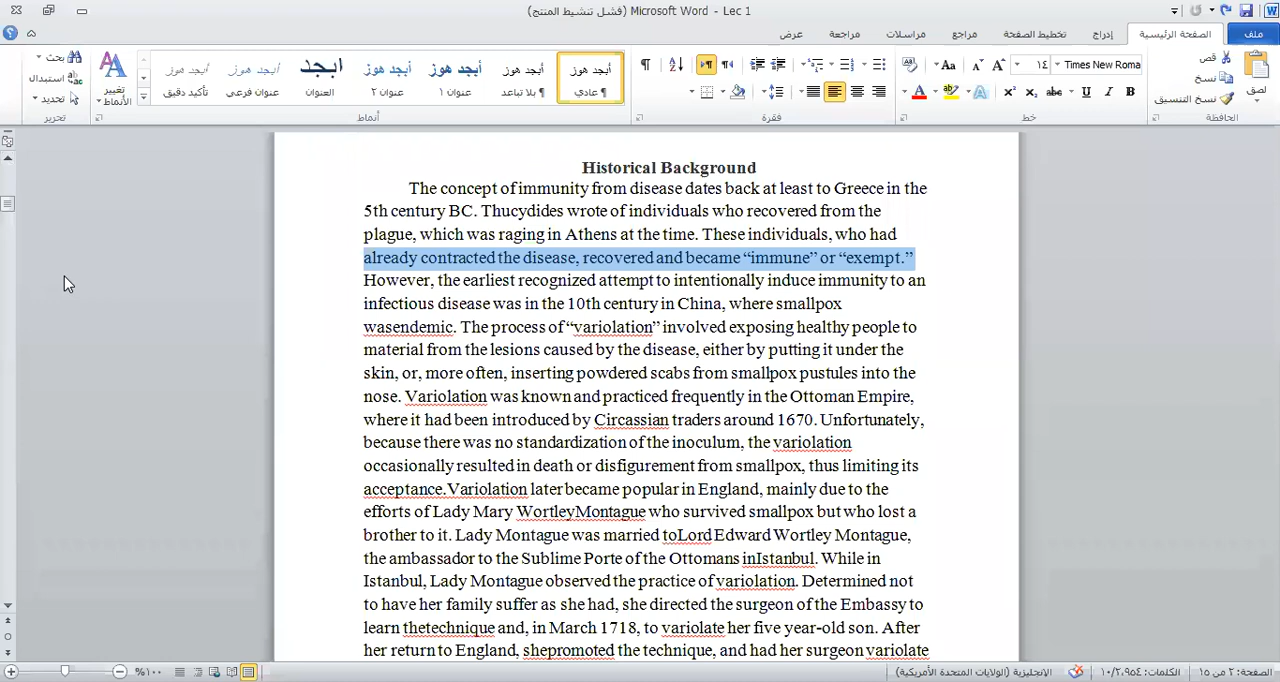 Microsoft Word - Lec 1 (فشل تنشيط المنتج)
ملف
الصفحة الرئيسية
إدراج
تخطيط الصفحة
مراجع
مراسلات
مراجعة
عرض
لصق
قص
نسخ
نسخ التنسيق
الحافظة
Times New Roma
١٤
خط
فقرة
أبجد هوز
¶ عادي
أبجد هوز
¶ بلا تباعد
أبجد هوز
عنوان ١
أبجد هوز
عنوان ٢
ابجد
العنوان
أبجد هوز
عنوان فرعي
أبجد هوز
تأكيد دقيق
تغيير
الأنماط
أنماط
بحث
استبدال
تحديد
تحرير
Historical Background
The concept of immunity from disease dates back at least to Greece in the
5th century BC. Thucydides wrote of individuals who recovered from the
plague, which was raging in Athens at the time. These individuals, who had
already contracted the disease, recovered and became “immune” or “exempt.”
However, the earliest recognized attempt to intentionally induce immunity to an
infectious disease was in the 10th century in China, where smallpox
wasendemic. The process of “variolation” involved exposing healthy people to
material from the lesions caused by the disease, either by putting it under the
skin, or, more often, inserting powdered scabs from smallpox pustules into the
nose. Variolation was known and practiced frequently in the Ottoman Empire,
where it had been introduced by Circassian traders around 1670. Unfortunately,
because there was no standardization of the inoculum, the variolation
occasionally resulted in death or disfigurement from smallpox, thus limiting its
acceptance.Variolation later became popular in England, mainly due to the
efforts of Lady Mary WortleyMontague who survived smallpox but who lost a
brother to it. Lady Montague was married toLord Edward Wortley Montague,
the ambassador to the Sublime Porte of the Ottomans inIstanbul. While in
Istanbul, Lady Montague observed the practice of variolation. Determined not
to have her family suffer as she had, she directed the surgeon of the Embassy to
learn thetechnique and, in March 1718, to variolate her five year-old son. After
her return to England, shepromoted the technique, and had her surgeon variolate
الصفحة: ٢ من ١٥
الكلمات: ١٠/٢,٩٥٤
الإنجليزية (الولايات المتحدة الأمريكية)
٪١٠٠